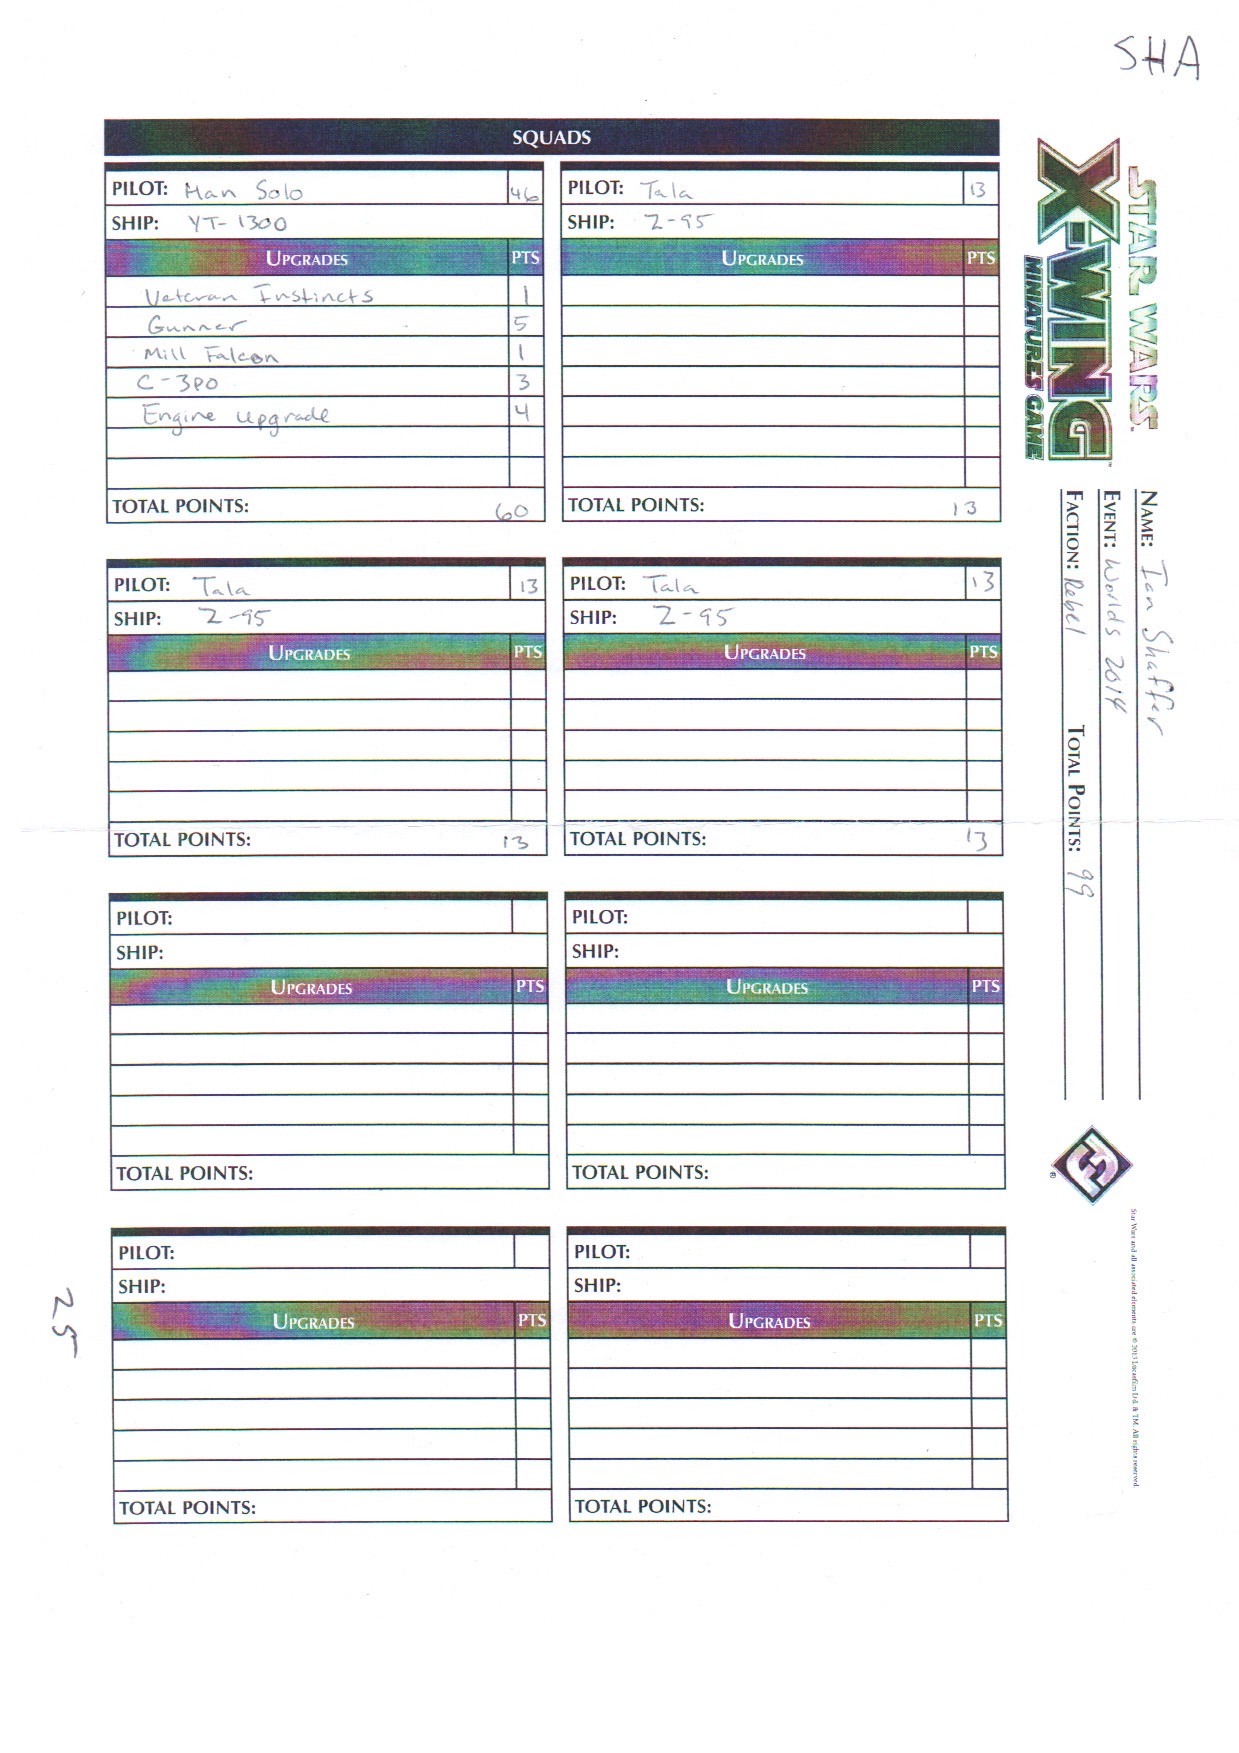 SHA
SQUADS
PILOT: Han Solo 46
SHIP: YT-1300
UPGRADES PTS
Veteran Instincts 1
Gunner 5
Mill Falcon 1
C-3PO 3
Engine Upgrade 4
TOTAL POINTS: 60
PILOT: Tala 13
SHIP: Z-95
UPGRADES PTS
TOTAL POINTS: 13
PILOT: Tala 13
SHIP: Z-95
UPGRADES PTS
TOTAL POINTS: 13
PILOT: Tala 13
SHIP: Z-95
UPGRADES PTS
TOTAL POINTS: 13
PILOT:
SHIP:
UPGRADES PTS
TOTAL POINTS:
PILOT:
SHIP:
UPGRADES PTS
TOTAL POINTS:
PILOT:
SHIP:
UPGRADES PTS
TOTAL POINTS:
PILOT:
SHIP:
UPGRADES PTS
TOTAL POINTS:
STAR WARS™
X-WING™
MINIATURES GAME
NAME: Ian Shaffer
EVENT: Worlds 2014
FACTION: Rebel TOTAL POINTS: 99
®
Star Wars and all associated elements are © 2013 Lucasfilm Ltd. & TM. All rights reserved.
25